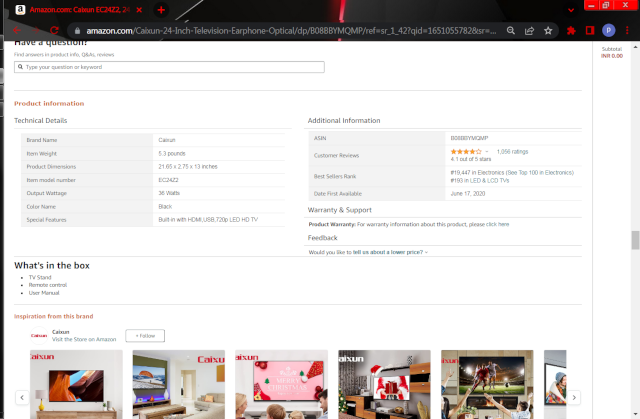 Amazon.com: Caixun EC24Z2, 24
amazon.com/Caixun-24-Inch-Television-Earphone-Optical/dp/B08BBYMQMP/ref=sr_1_42?qid=1651055782&sr=...
Have a question?
Find answers in product info, Q&As, reviews
Type your question or keyword
Subtotal
INR 0.00
Product information
Technical Details
Brand Name Caixun
Item Weight 5.3 pounds
Product Dimensions 21.65 x 2.75 x 13 inches
Item model number EC24Z2
Output Wattage 36 Watts
Color Name Black
Special Features Built-in with HDMI,USB,720p LED HD TV
Additional Information
ASIN B08BBYMQMP
Customer Reviews 1,056 ratings
4.1 out of 5 stars
Best Sellers Rank #19,447 in Electronics (See Top 100 in Electronics)
#193 in LED & LCD TVs
Date First Available June 17, 2020
Warranty & Support
Product Warranty: For warranty information about this product, please click here
Feedback
Would you like to tell us about a lower price?
What's in the box
• TV Stand
• Remote control
• User Manual
Inspiration from this brand
Caixun
Caixun
Visit the Store on Amazon
+ Follow
aixun
Caixu
aixun
MERRY
CHRISTMAS
aixun
aixun